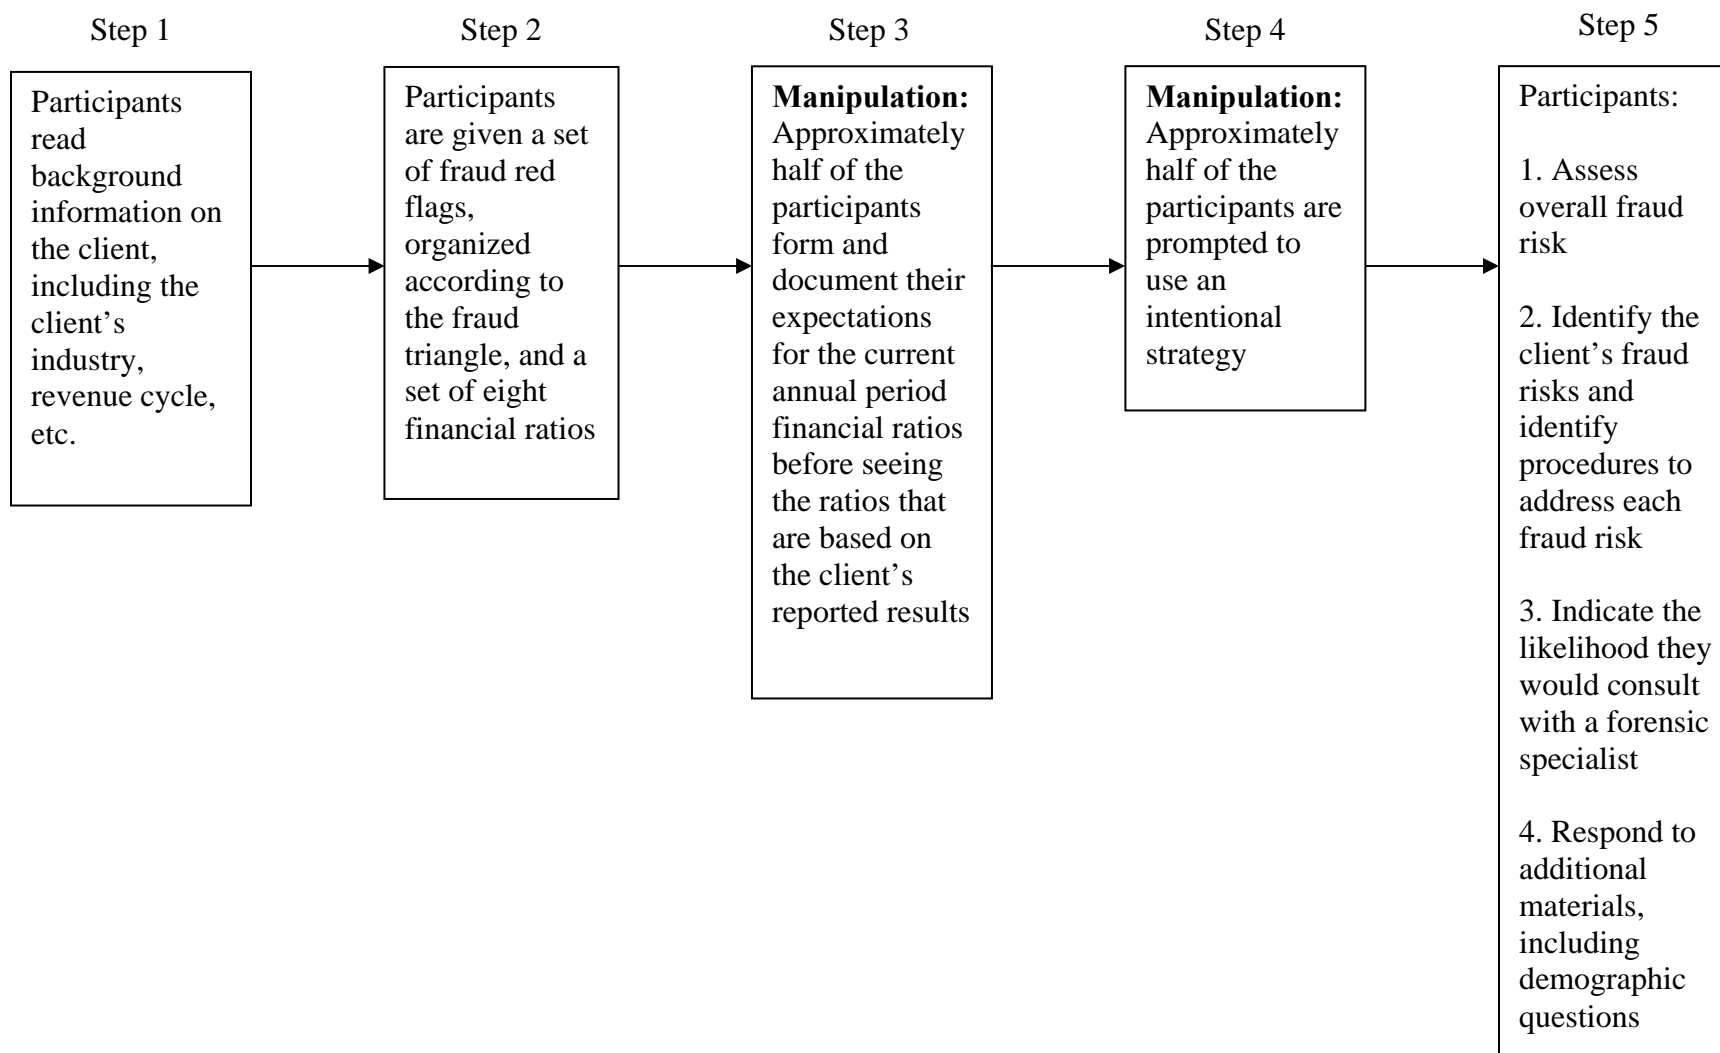 Step 1
Participants
read
background
information on
the client,
including the
client’s
industry,
revenue cycle,
etc.
Step 2
Participants
are given a set
of fraud red
flags,
organized
according to
the fraud
triangle, and a
set of eight
financial ratios
Step 3
Manipulation:
Approximately
half of the
participants
form and
document their
expectations
for the current
annual period
financial ratios
before seeing
the ratios that
are based on
the client’s
reported results
Step 4
Manipulation:
Approximately
half of the
participants are
prompted to
use an
intentional
strategy
Step 5
Participants:
1. Assess
overall fraud
risk
2. Identify the
client’s fraud
risks and
identify
procedures to
address each
fraud risk
3. Indicate the
likelihood they
would consult
with a forensic
specialist
4. Respond to
additional
materials,
including
demographic
questions